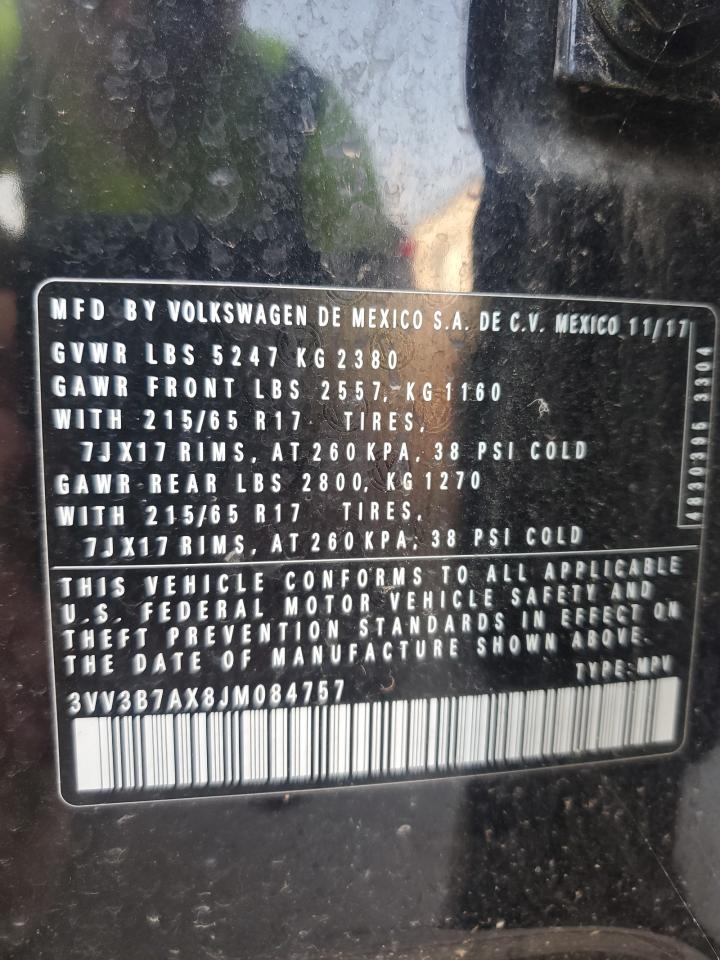 MFD BY VOLKSWAGEN DE MEXICO S.A. DE C.V. MEXICO 11/17
GVWR LBS 5247 KG 2380
GAWR FRONT LBS 2557, KG 1160
WITH 215/65 R17 TIRES,
7JX17 RIMS, AT 260 KPA, 38 PSI COLD
GAWR REAR LBS 2800, KG 1270
WITH 215/65 R17 TIRES,
7JX17 RIMS, AT 260 KPA, 38 PSI COLD
4830395 3304
THIS VEHICLE CONFORMS TO ALL APPLICABLE
U.S. FEDERAL MOTOR VEHICLE SAFETY AND
THEFT PREVENTION STANDARDS IN EFFECT ON
THE DATE OF MANUFACTURE SHOWN ABOVE.
TYPE:MPV
3VV3B7AX8JM084757